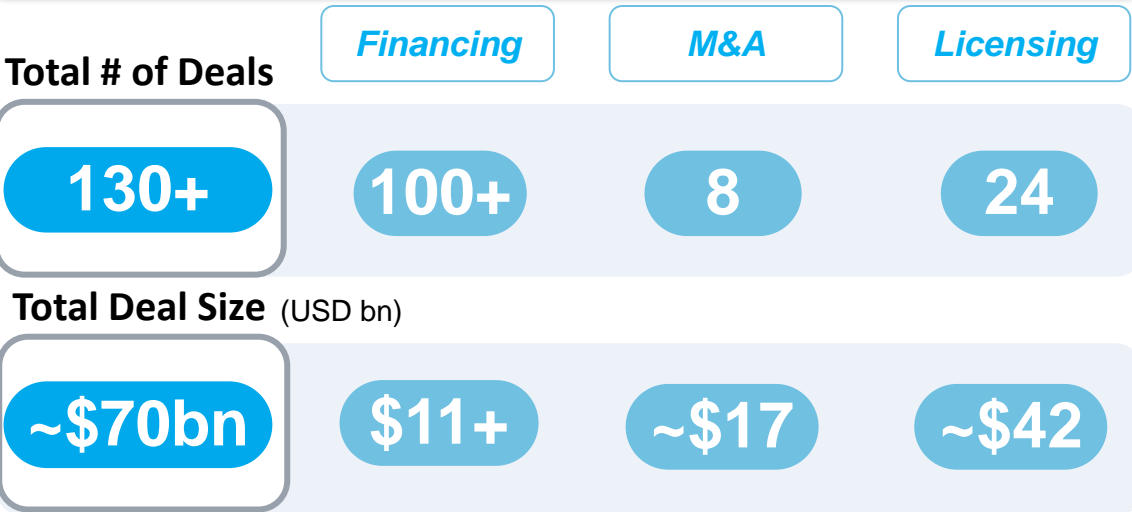 Financing M&A Licensing
Total # of Deals
130+ 100+ 8 24
Total Deal Size (USD bn)
~$70bn $11+ ~$17 ~$42